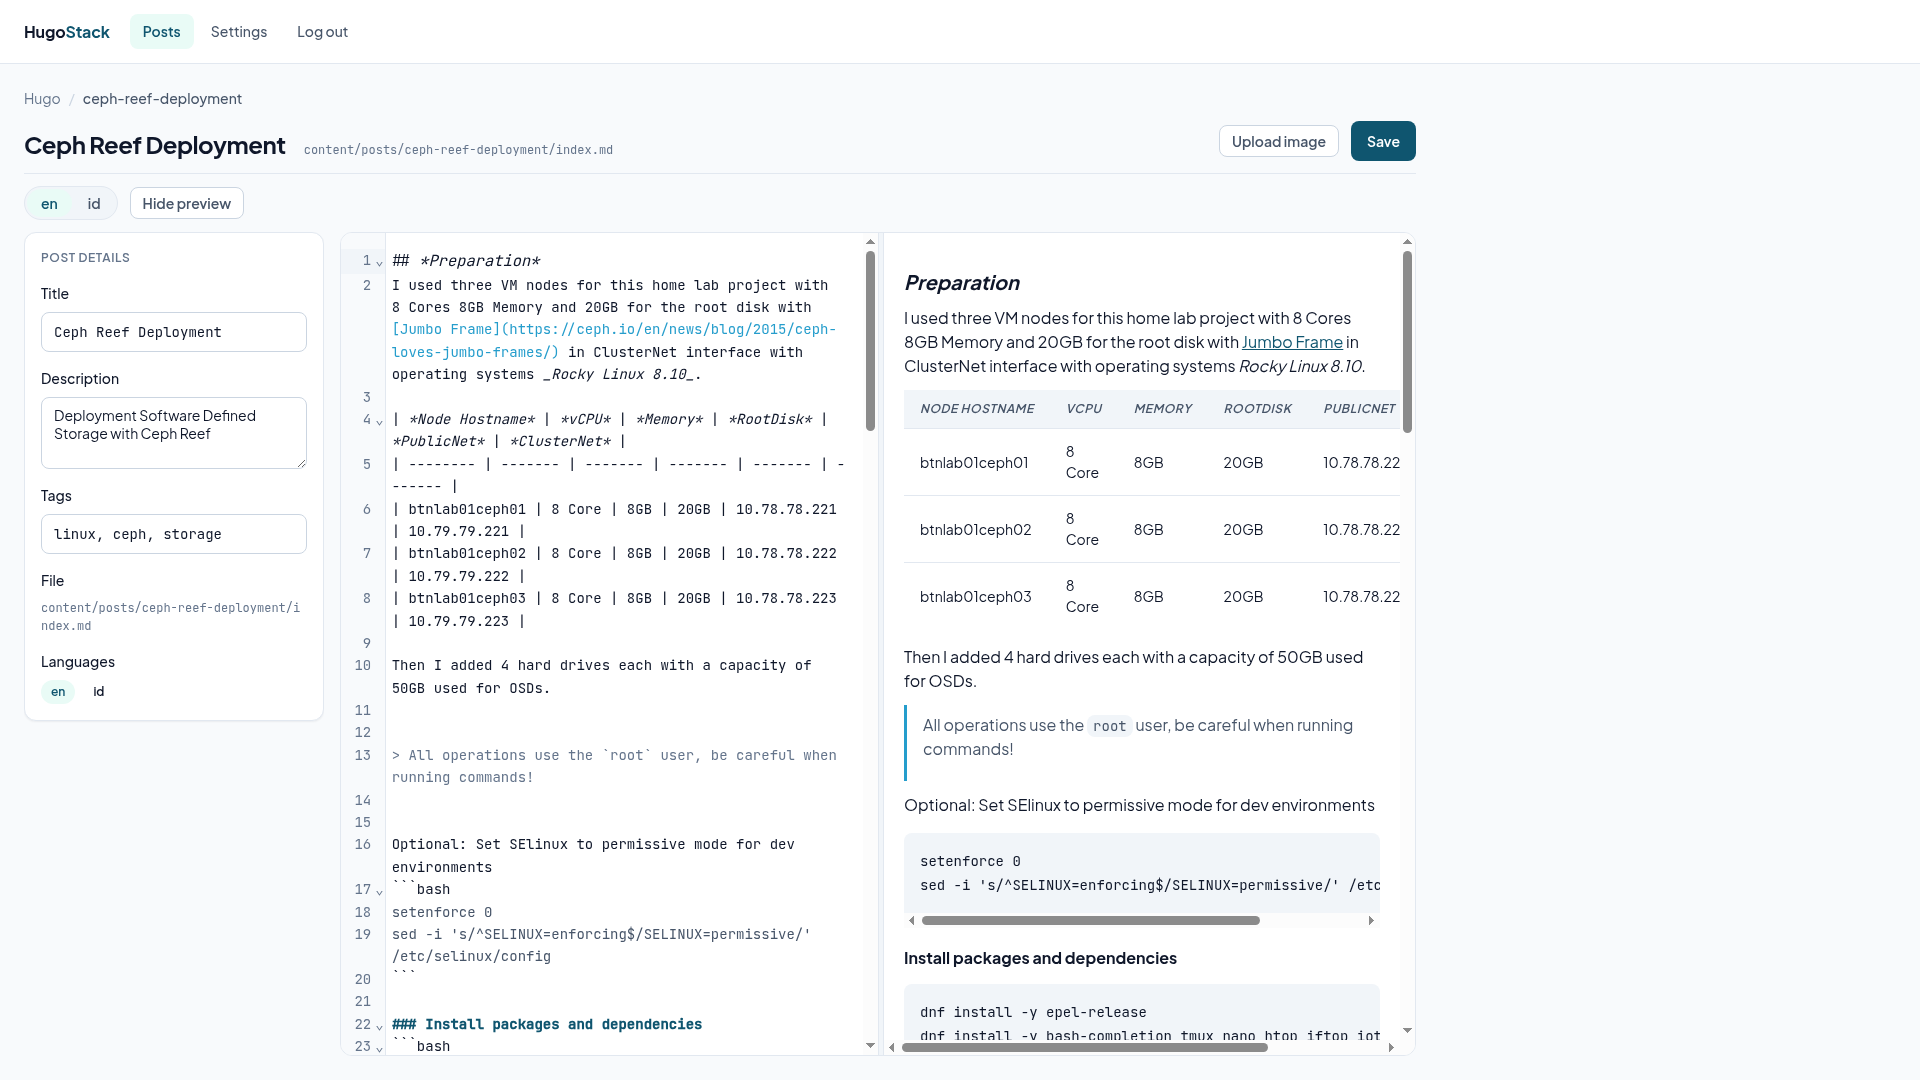 HugoStack Posts Settings Log out
Hugo / ceph-reef-deployment
Ceph Reef Deployment content/posts/ceph-reef-deployment/index.md
Upload image Save
en id Hide preview
POST DETAILS
Title
Ceph Reef Deployment
Description
Deployment Software Defined
Storage with Ceph Reef
Tags
linux, ceph, storage
File
content/posts/ceph-reef-deployment/i
ndex.md
Languages
en id
1 ## *Preparation*
2 I used three VM nodes for this home lab project with
8 Cores 8GB Memory and 20GB for the root disk with
[Jumbo Frame](https://ceph.io/en/news/blog/2015/ceph-
loves-jumbo-frames/) in ClusterNet interface with
operating systems _Rocky Linux 8.10_.
3
4 | *Node Hostname* | *vCPU* | *Memory* | *RootDisk* |
*PublicNet* | *ClusterNet* |
5 | -------- | ------- | ------- | ------- | ------- | -
------ |
6 | btnlab01ceph01 | 8 Core | 8GB | 20GB | 10.78.78.221
| 10.79.79.221 |
7 | btnlab01ceph02 | 8 Core | 8GB | 20GB | 10.78.78.222
| 10.79.79.222 |
8 | btnlab01ceph03 | 8 Core | 8GB | 20GB | 10.78.78.223
| 10.79.79.223 |
9
10 Then I added 4 hard drives each with a capacity of
50GB used for OSDs.
11
12
13 > All operations use the `root` user, be careful when
running commands!
14
15
16 Optional: Set SElinux to permissive mode for dev
environments
17 ```bash
18 setenforce 0
19 sed -i 's/^SELINUX=enforcing$/SELINUX=permissive/'
/etc/selinux/config
20 ```
21
22 ### Install packages and dependencies
23 ```bash
Preparation
I used three VM nodes for this home lab project with 8 Cores
8GB Memory and 20GB for the root disk with Jumbo Frame in
ClusterNet interface with operating systems Rocky Linux 8.10.
NODE HOSTNAME VCPU MEMORY ROOTDISK PUBLICNET
btnlab01ceph01 8 Core 8GB 20GB 10.78.78.22
btnlab01ceph02 8 Core 8GB 20GB 10.78.78.22
btnlab01ceph03 8 Core 8GB 20GB 10.78.78.22
Then I added 4 hard drives each with a capacity of 50GB used
for OSDs.
All operations use the root user, be careful when running
commands!
Optional: Set SElinux to permissive mode for dev environments
setenforce 0
sed -i 's/^SELINUX=enforcing$/SELINUX=permissive/' /etc
Install packages and dependencies
dnf install -y epel-release
dnf install -y bash-completion tmux nano htop iftop iot